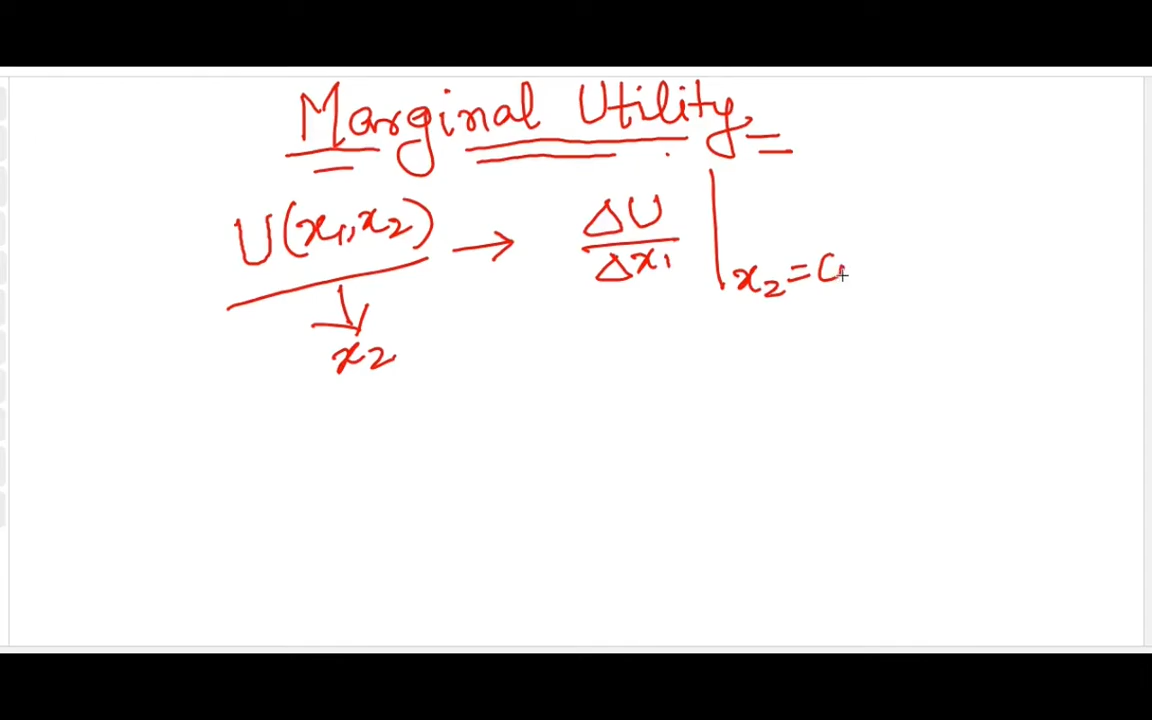 Marginal Utility
U(x₁,x₂) → ΔU/Δx₁ | x₂=C
x₂